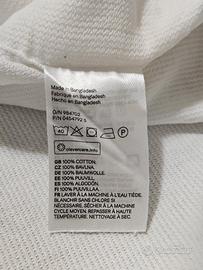 Made in Bangladesh
Fabriqué en Bangladesh
Hecho en Bangladesh
O/N 984702
P/N 0454792 5
40
P
clevercare.info
GB 100% COTTON.
CZ 100% BAVLNA.
DE 100% BAUMWOLLE.
EE 100% PUUVILL.
ES 100% ALGODÓN.
FI 100% PUUVILLAA.
FR LAVER À LA MACHINE À L'EAU TIÈDE.
BLANCHIR SANS CHLORE SI
NÉCESSAIRE. SÉCHER À LA MACHINE
CYCLE MOYEN. REPASSER À HAUTE
TEMPÉRATURE. NETTOYAGE À SEC.